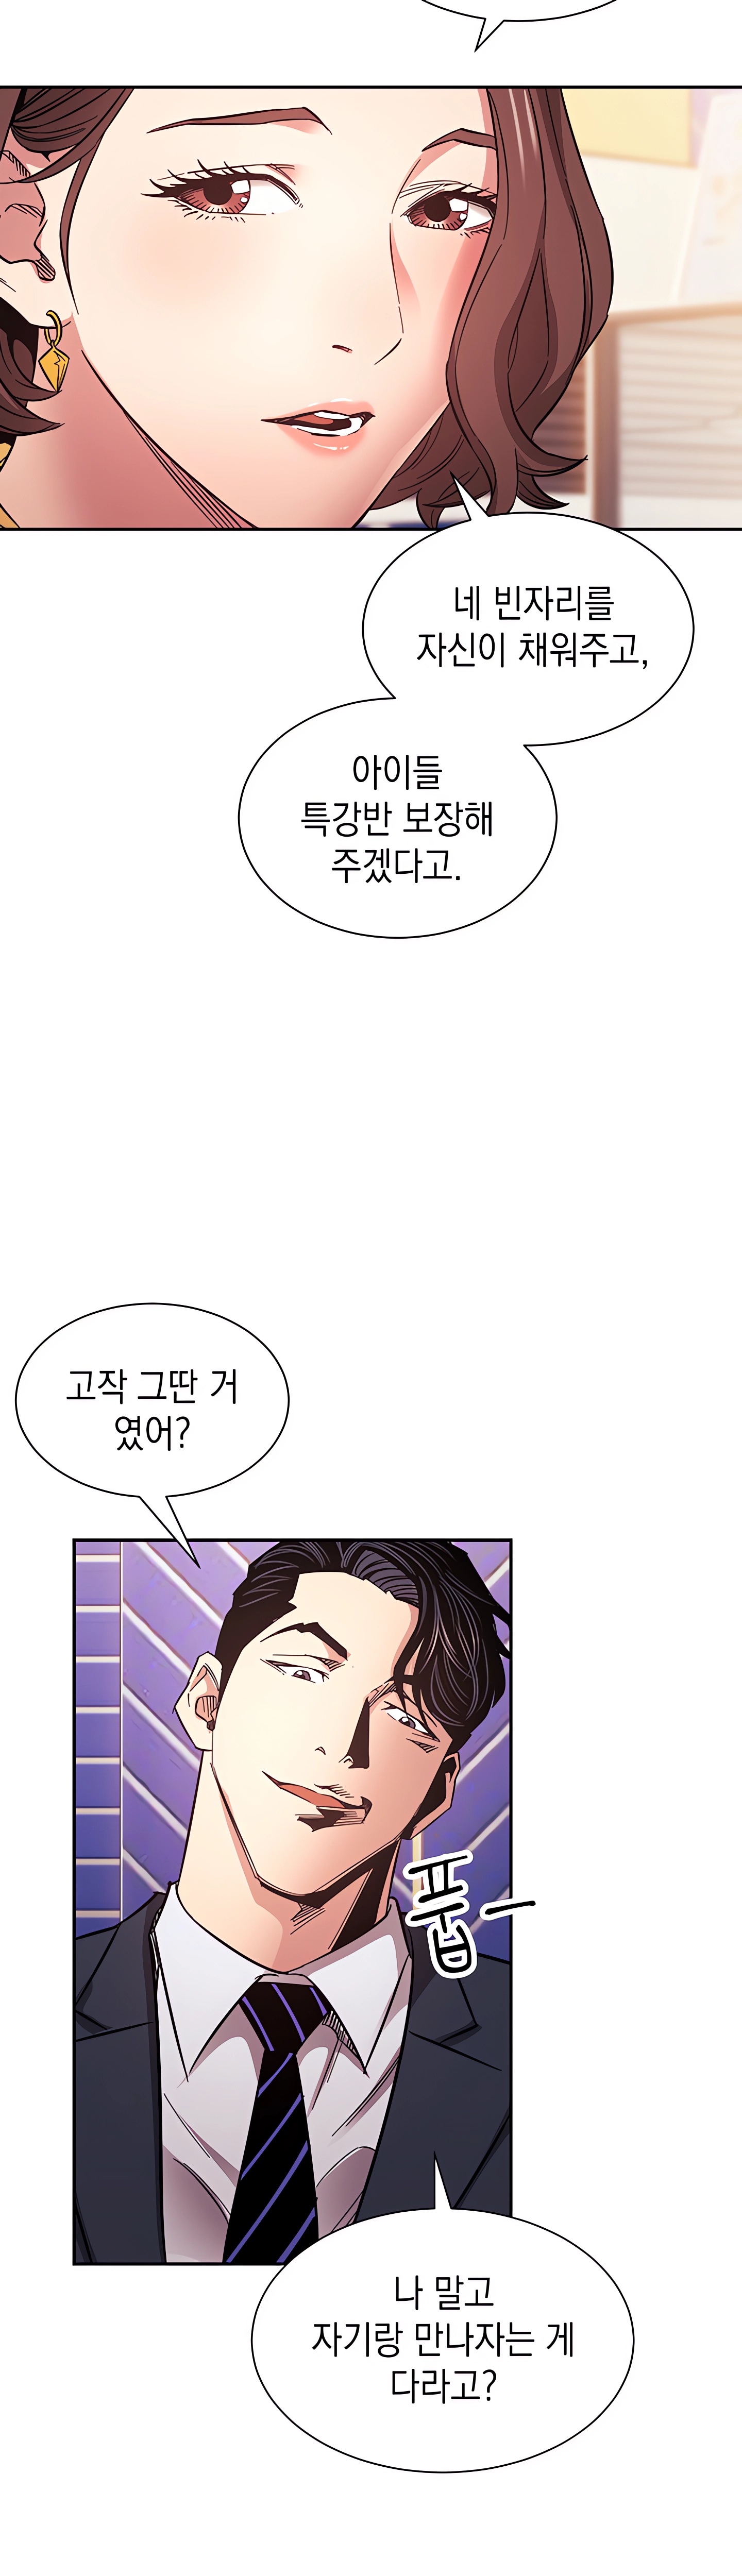 네 빈자리를
자신이 채워주고,
아이들
특강반 보장해
주겠다고.
고작 그딴 거
였어?
풉-
나 말고
자기랑 만나자는 게
다라고?